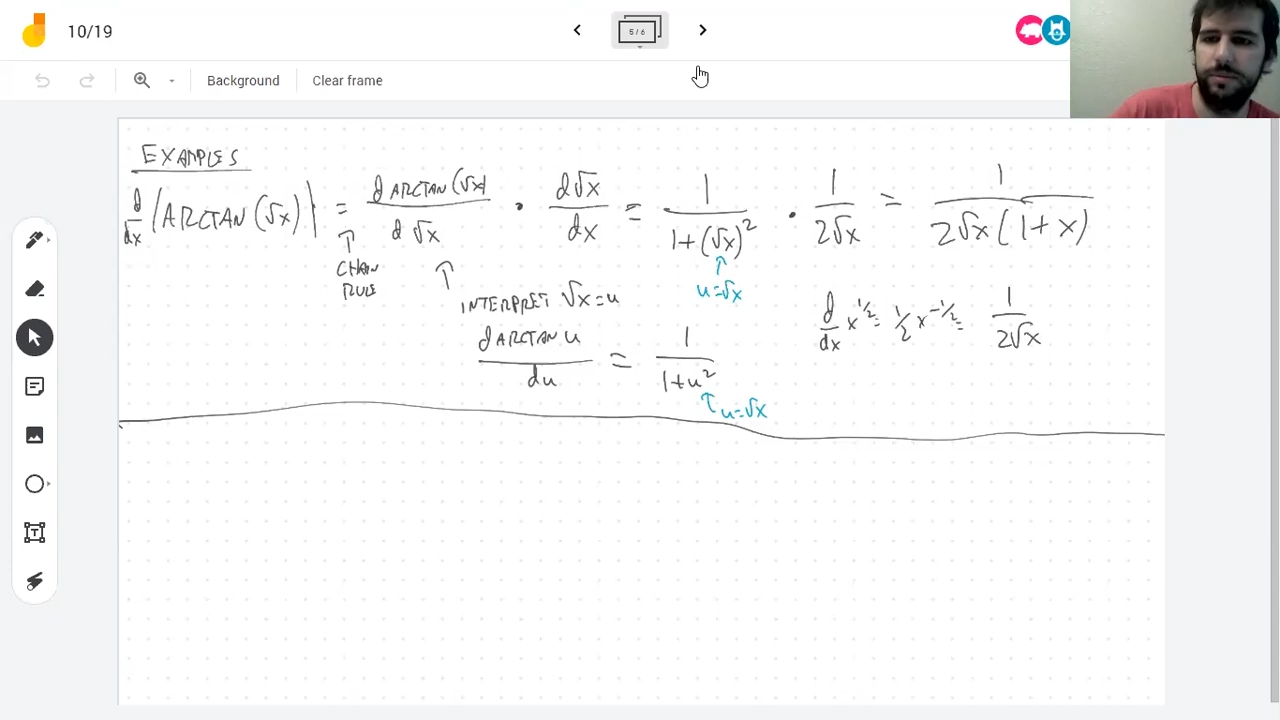 10/19
5 / 6
Background
Clear frame
EXAMPLES
d/dx (ARCTAN(√x)) = d ARCTAN(√x)/d √x · d√x/dx = 1/1+(√x)² · 1/2√x = 1/2√x(1+x)
↑ CHAIN RULE
↑ INTERPRET √x=u
↑ u=√x
d ARCTAN u/du = 1/1+u²
↑ u=√x
d/dx x^1/2 = 1/2 x^-1/2 = 1/2√x